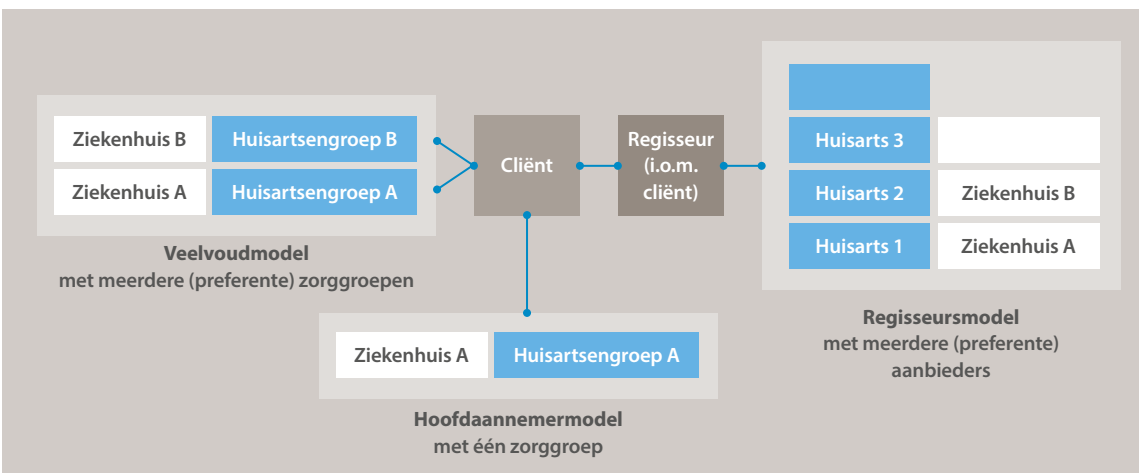 Ziekenhuis B
Huisartsengroep B
Ziekenhuis A
Huisartsengroep A
Veelvoudmodel
met meerdere (preferente) zorggroepen
Cliënt
Regisseur
(i.o.m.
cliënt)
Ziekenhuis A
Huisartsengroep A
Hoofdaannemermodel
met één zorggroep
Huisarts 3
Huisarts 2
Ziekenhuis B
Huisarts 1
Ziekenhuis A
Regisseursmodel
met meerdere (preferente)
aanbieders